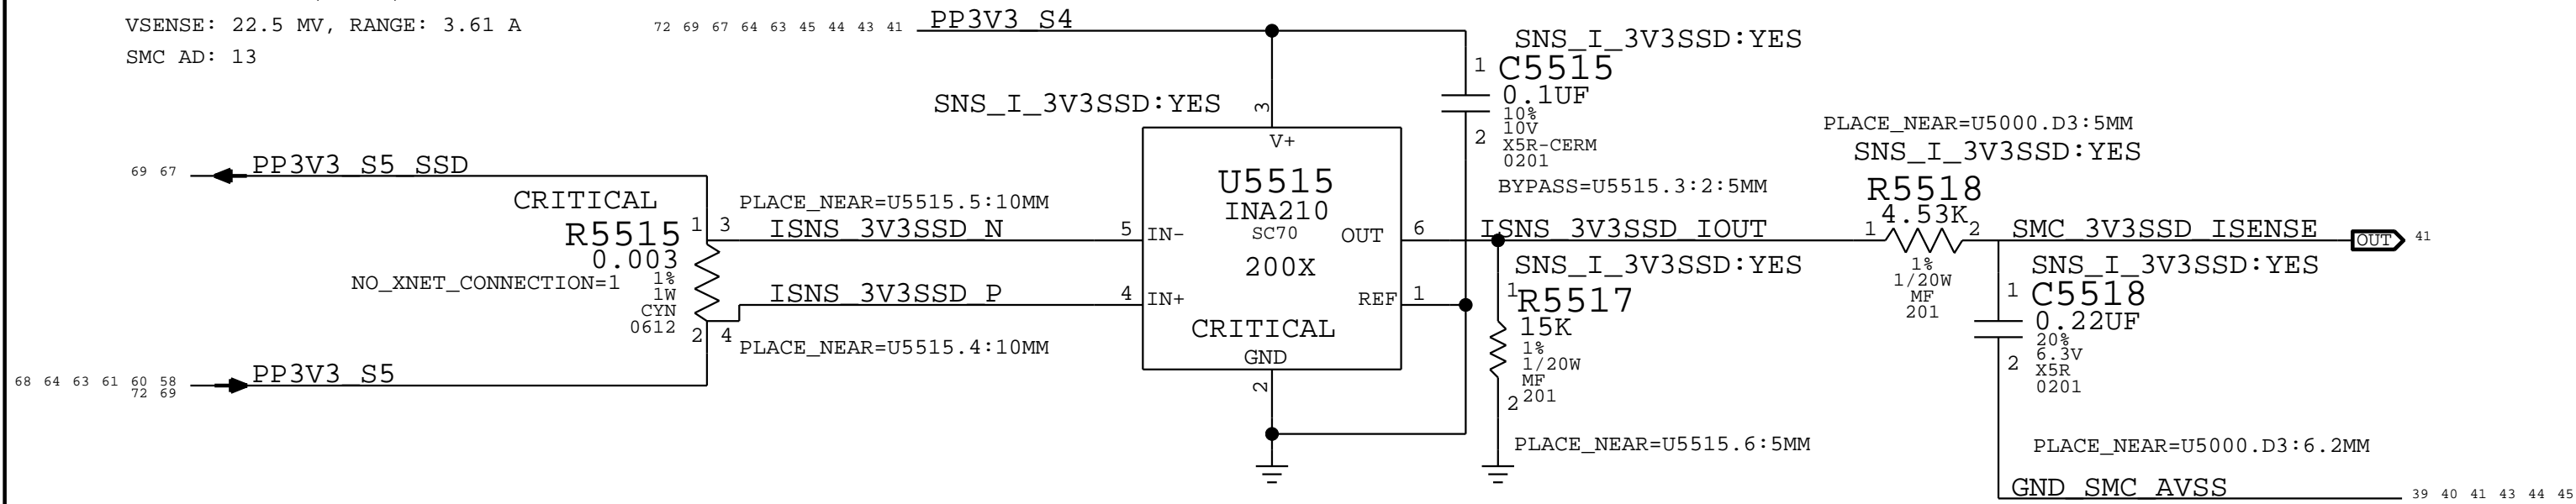 VSENSE: 22.5 MV, RANGE: 3.61 A
SMC AD: 13
72 69 67 64 63 45 44 43 41
PP3V3_S4
SNS_I_3V3SSD:YES
1
C5515
0.1UF
10%
10V
2
X5R-CERM
0201
BYPASS=U5515.3:2:5MM
SNS_I_3V3SSD:YES
3
V+
U5515
INA210
SC70
200X
CRITICAL
GND
2
5
IN-
4
IN+
OUT
6
REF
1
69 67
PP3V3_S5_SSD
CRITICAL
R5515
0.003
1%
1W
CYN
0612
NO_XNET_CONNECTION=1
1
3
2
4
PLACE_NEAR=U5515.5:10MM
ISNS_3V3SSD_N
ISNS_3V3SSD_P
PLACE_NEAR=U5515.4:10MM
68 64 63 61 60 58
72 69
PP3V3_S5
ISNS_3V3SSD_IOUT
SNS_I_3V3SSD:YES
1
R5517
15K
1%
1/20W
MF
201
2
PLACE_NEAR=U5515.6:5MM
PLACE_NEAR=U5000.D3:5MM
SNS_I_3V3SSD:YES
R5518
4.53K
1
2
1%
1/20W
MF
201
SMC_3V3SSD_ISENSE
OUT
41
SNS_I_3V3SSD:YES
1
C5518
0.22UF
20%
6.3V
2
X5R
0201
PLACE_NEAR=U5000.D3:6.2MM
GND_SMC_AVSS
39 40 41 43 44 45